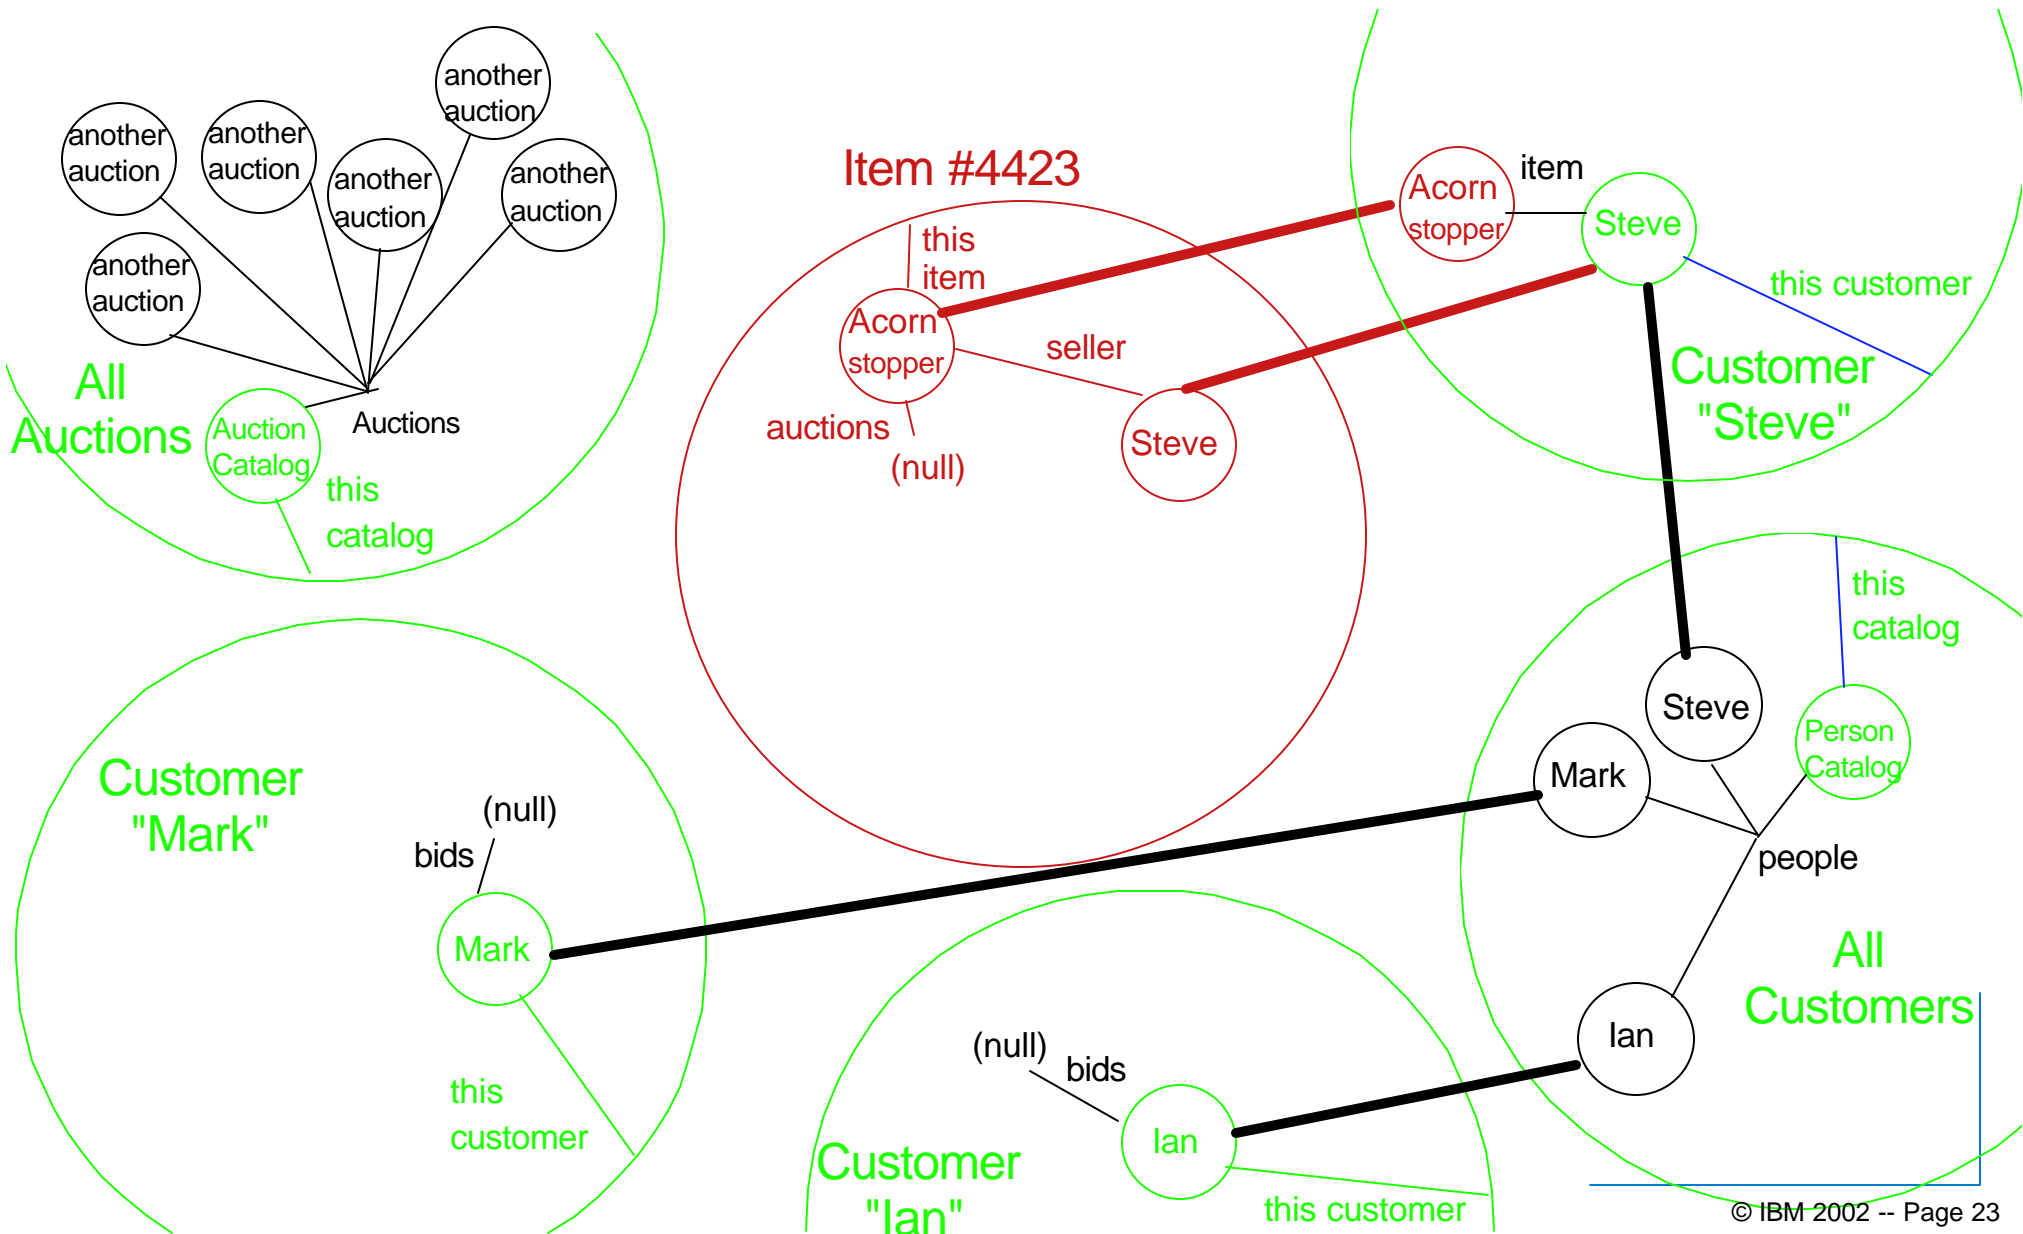 another
auction
another
auction
another
auction
another
auction
another
auction
another
auction
All
Auctions
Auction
Catalog
Auctions
this
catalog
Item #4423
this
item
Acorn
stopper
seller
auctions
(null)
Steve
Acorn
stopper
item
Steve
this customer
Customer
"Steve"
Customer
"Mark"
(null)
bids
Mark
this
customer
(null)
bids
Ian
Customer
"Ian"
this customer
this
catalog
Steve
Person
Catalog
Mark
people
Ian
All
Customers
© IBM 2002 -- Page 23